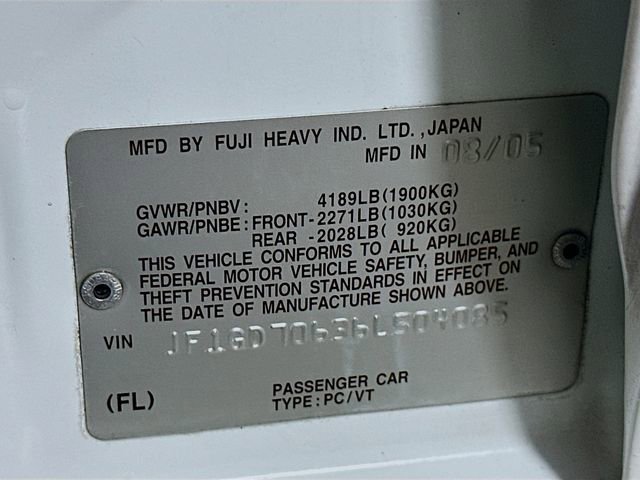 MFD BY FUJI HEAVY IND. LTD. ,JAPAN
MFD IN 08/05
GVWR/PNBV: 4189LB(1900KG)
GAWR/PNBE: FRONT-2271LB(1030KG)
REAR -2028LB( 920KG)
THIS VEHICLE CONFORMS TO ALL APPLICABLE
FEDERAL MOTOR VEHICLE SAFETY, BUMPER, AND
THEFT PREVENTION STANDARDS IN EFFECT ON
THE DATE OF MANUFACTURE SHOWN ABOVE.
VIN JF1GD70636L504085
(FL) PASSENGER CAR
TYPE: PC/VT